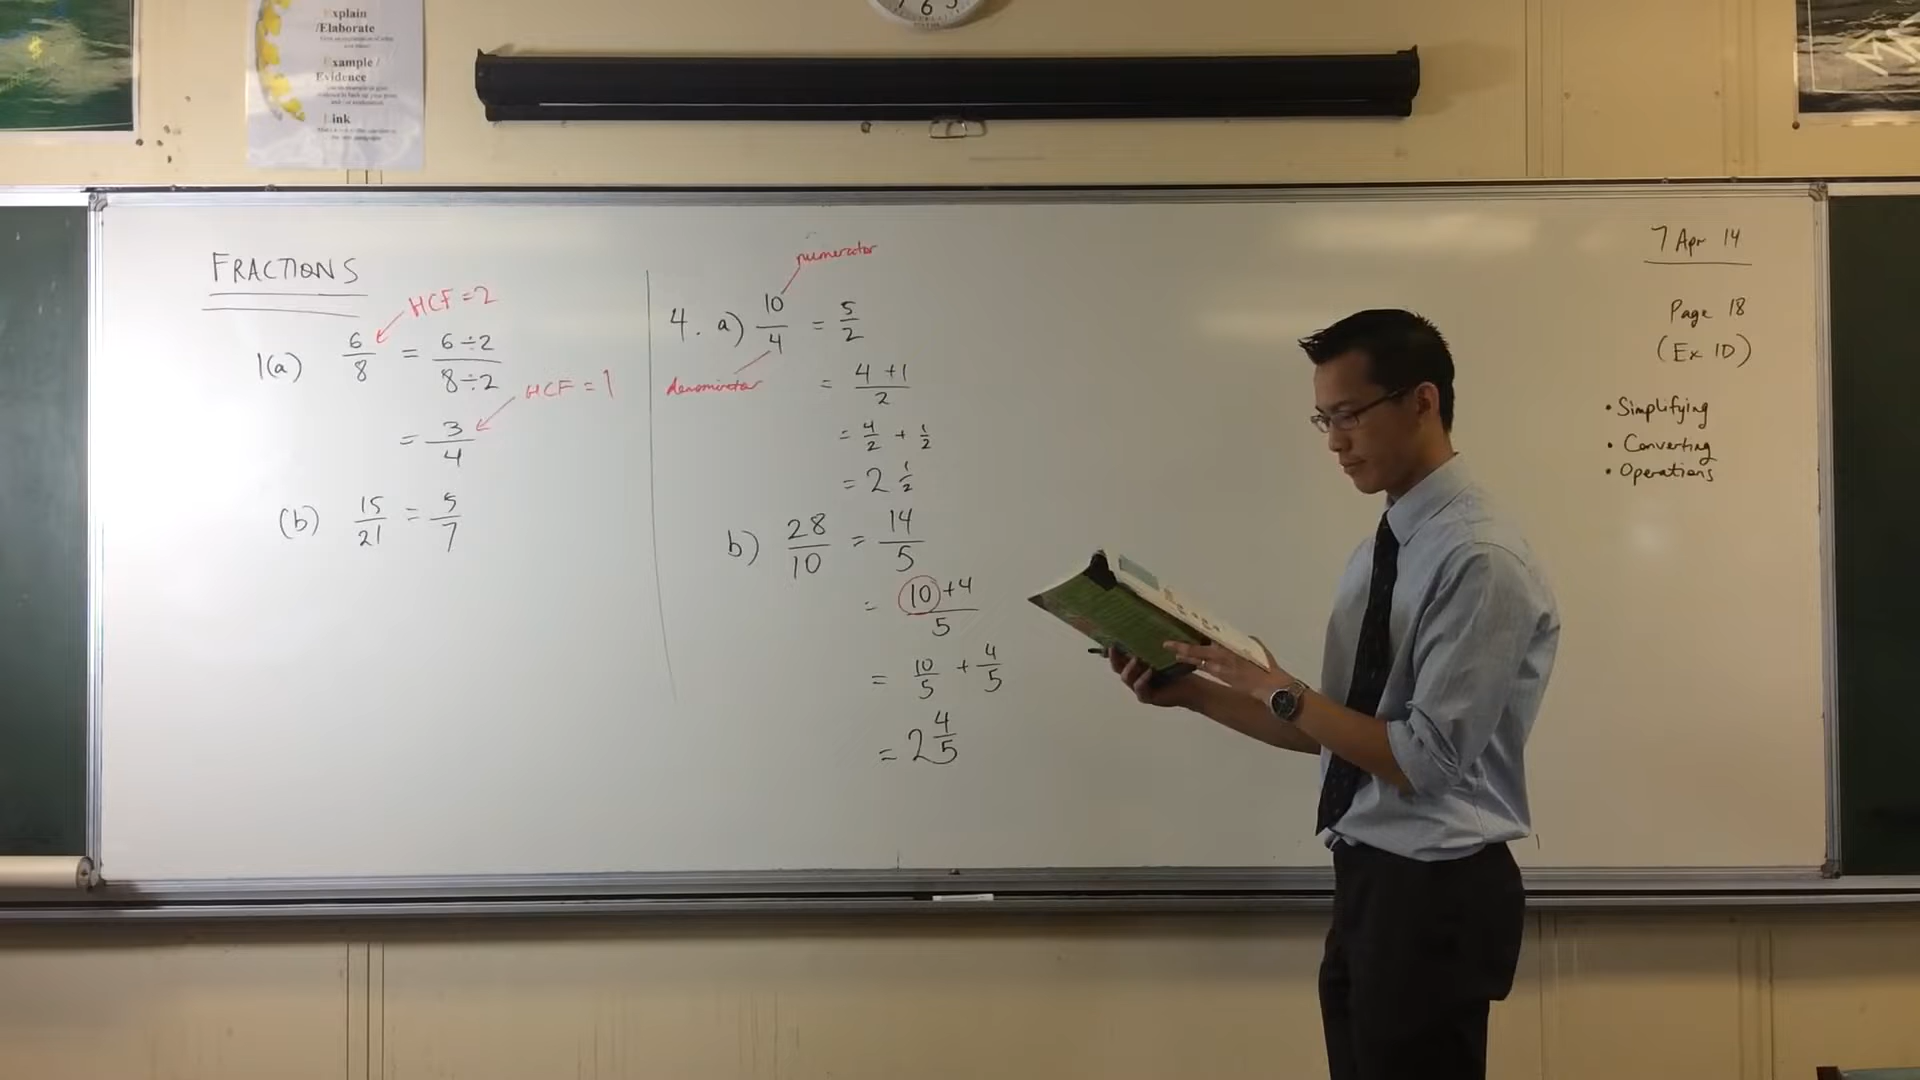 Explain
/Elaborate
Example /
Evidence
Link
6
FRACTIONS
HCF = 2
1(a) 6/8 = 6÷2/8÷2
HCF = 1
= 3/4
(b) 15/21 = 5/7
numerator
4. a) 10/4 = 5/2
denominator
= 4+1/2
= 4/2 + 1/2
= 2 1/2
b) 28/10 = 14/5
= 10+4/5
= 10/5 + 4/5
= 2 4/5
7 Apr 14
Page 18
(Ex 1D)
• Simplifying
• Converting
• Operations